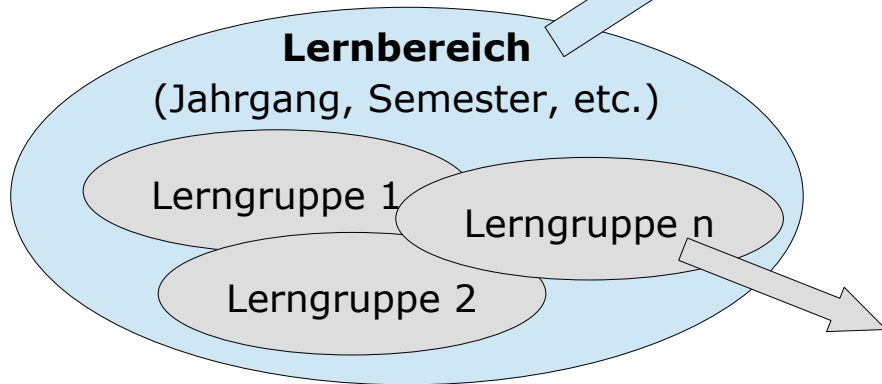 Lernbereich
(Jahrgang, Semester, etc.)
Lerngruppe 1
Lerngruppe n
Lerngruppe 2